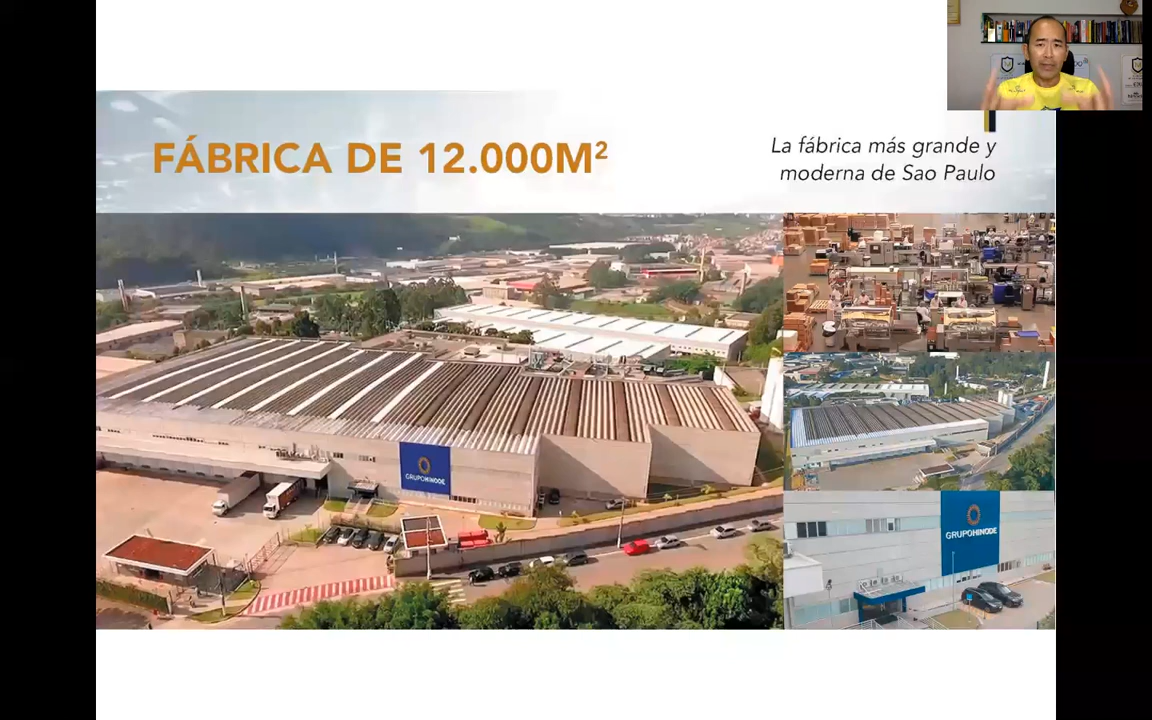 FÁBRICA DE 12.000M²
La fábrica más grande y
moderna de Sao Paulo
GRUPOHINODE
GRUPOHINODE